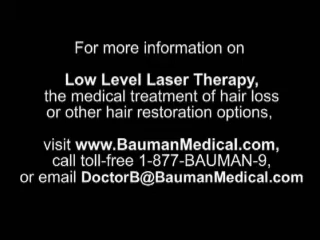 For more information on
Low Level Laser Therapy,
the medical treatment of hair loss
or other hair restoration options,
visit www.BaumanMedical.com,
call toll-free 1-877-BAUMAN-9,
or email DoctorB@BaumanMedical.com